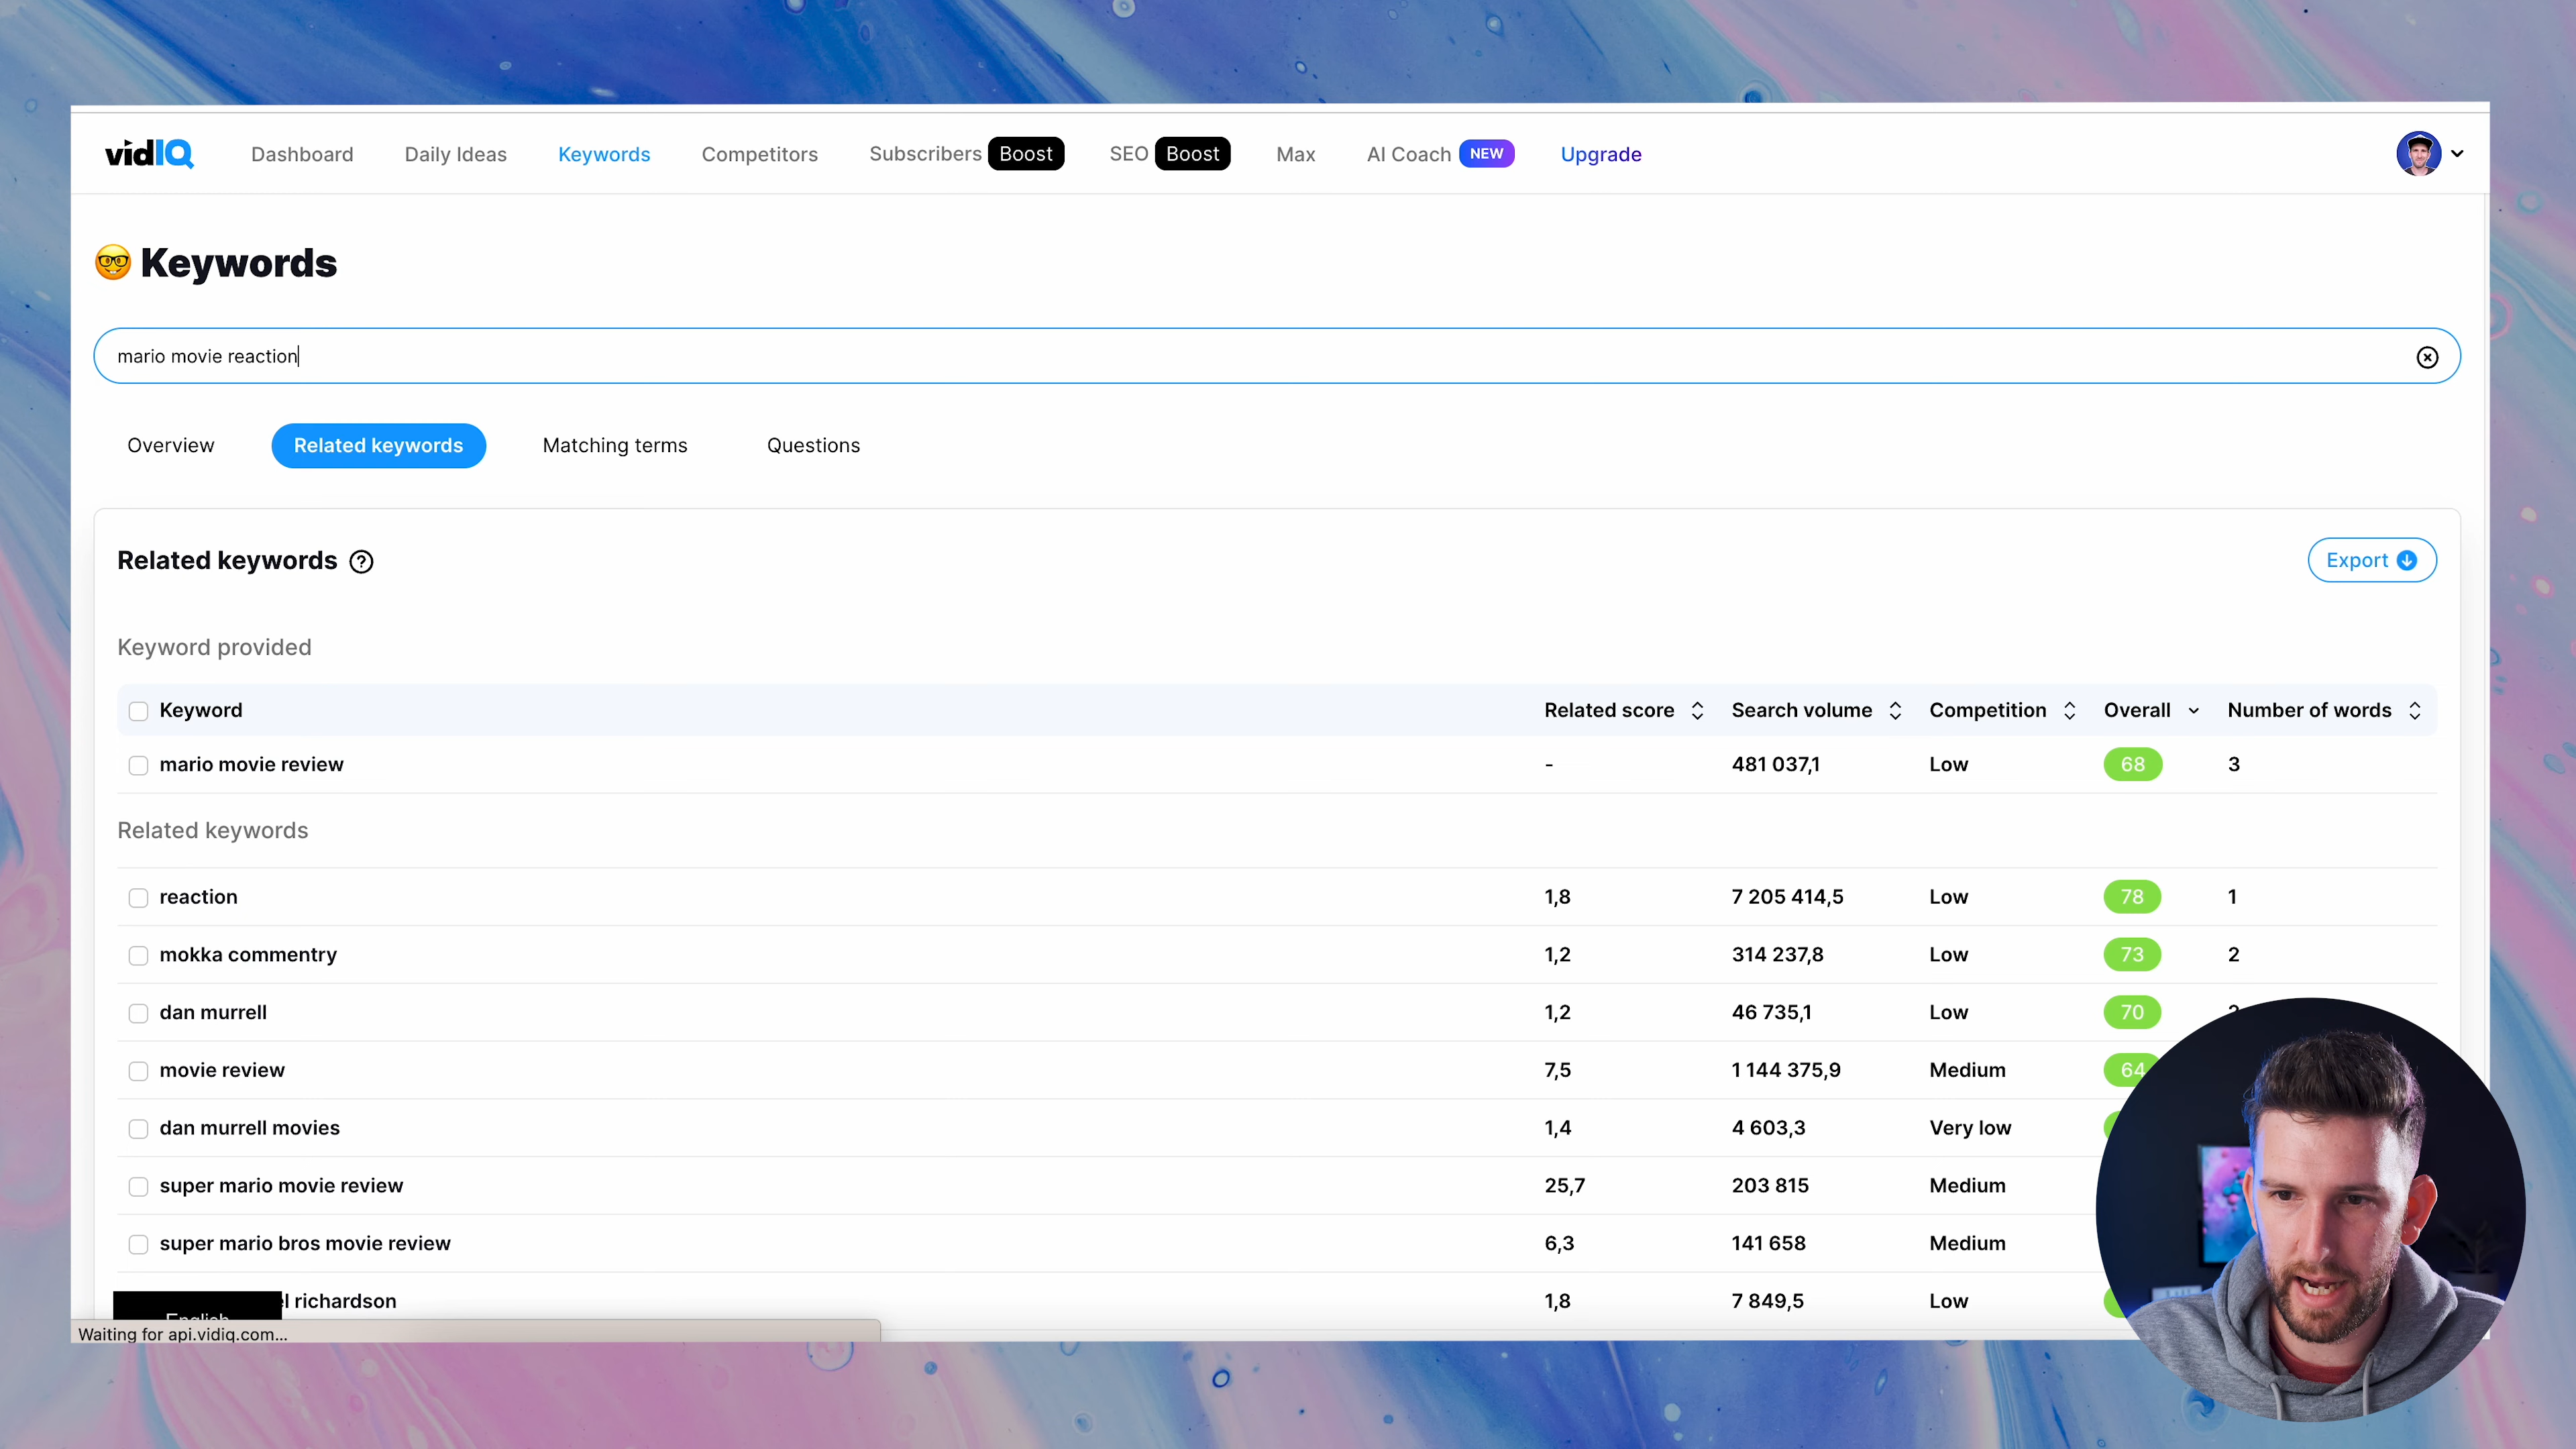 vidIQ Dashboard Daily Ideas Keywords Competitors Subscribers Boost SEO Boost Max AI Coach NEW Upgrade
Keywords
mario movie reaction
Overview Related keywords Matching terms Questions
Related keywords ? Export
Keyword provided
Keyword Related score Search volume Competition Overall Number of words
mario movie review - 481 037,1 Low 68 3
Related keywords
reaction 1,8 7 205 414,5 Low 78 1
mokka commentry 1,2 314 237,8 Low 73 2
dan murrell 1,2 46 735,1 Low 70
movie review 7,5 1 144 375,9 Medium 64
dan murrell movies 1,4 4 603,3 Very low
super mario movie review 25,7 203 815 Medium
super mario bros movie review 6,3 141 658 Medium
richardson 1,8 7 849,5 Low
English
Waiting for api.vidiq.com...